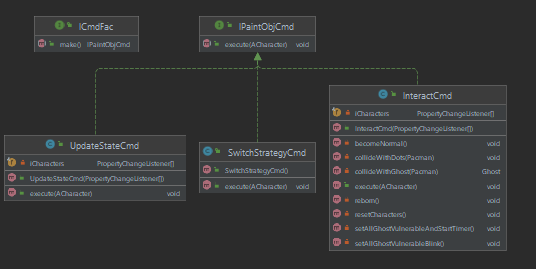 ICmdFac
make() IPaintObjCmd
IPaintObjCmd
execute(ACharacter) void
UpdateStateCmd
iCharacters PropertyChangeListener[]
UpdateStateCmd(PropertyChangeListener[])
execute(ACharacter) void
SwitchStrategyCmd
SwitchStrategyCmd()
execute(ACharacter) void
InteractCmd
iCharacters PropertyChangeListener[]
InteractCmd(PropertyChangeListener[])
becomeNormal() void
collideWithDots(Pacman) void
collideWithGhost(Pacman) Ghost
execute(ACharacter) void
reborn() void
resetCharacters() void
setAllGhostVulnerableAndStartTimer() void
setAllGhostVulnerableBlink() void